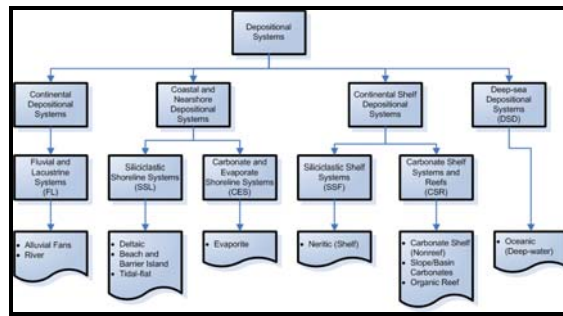 Depositional
Systems
Continental
Depositional
Systems
Coastal and
Nearshore
Depositional
Systems
Continental Shelf
Depositional
Systems
Deep-sea
Depositional
Systems
(DSD)
Fluvial and
Lacustrine
Systems
(FL)
Siliciclastic
Shoreline Systems
(SSL)
Carbonate and
Evaporate
Shoreline Systems
(CES)
Siliciclastic Shelf
Systems
(SSF)
Carbonate Shelf
Systems and
Reefs
(CSR)
• Alluvial Fans
• River
• Deltaic
• Beach and
Barrier Island
• Tidal-flat
• Evaporite
• Neritic (Shelf)
• Carbonate Shelf
(Nonreef)
• Slope/Basin
Carbonates
• Organic Reef
• Oceanic
(Deep-water)